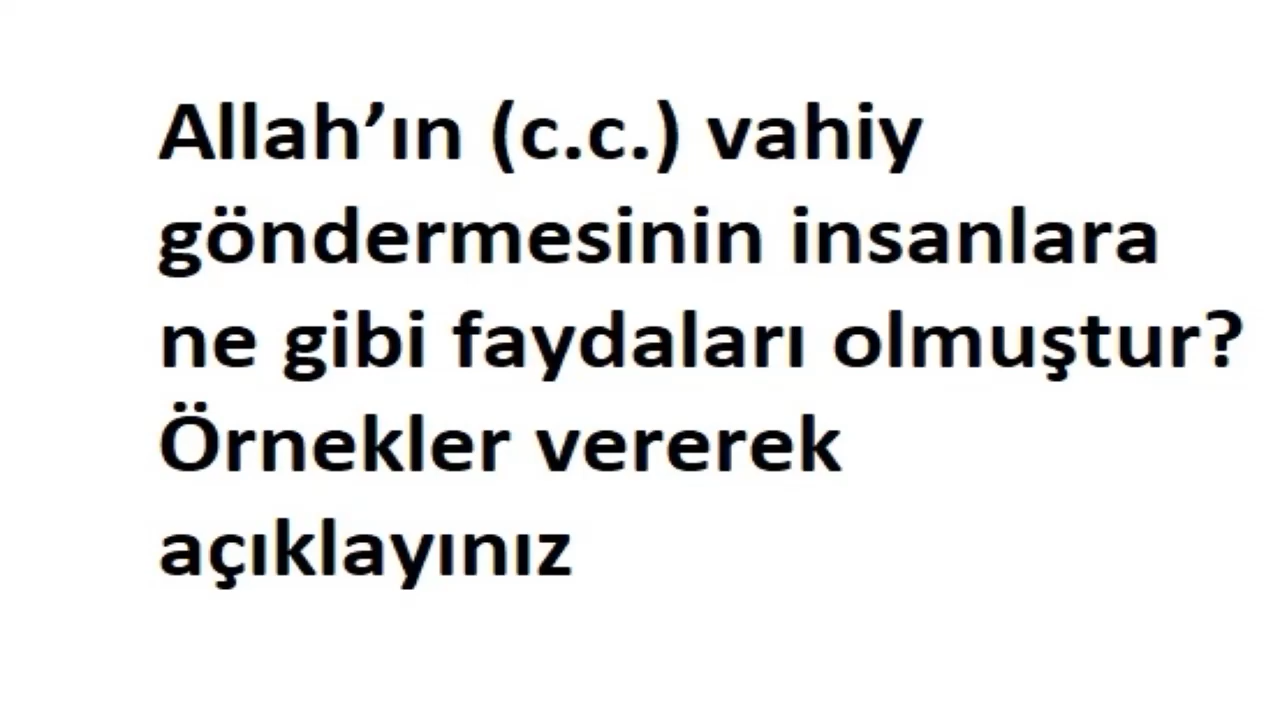 Allah’ın (c.c.) vahiy
göndermesinin insanlara
ne gibi faydaları olmuştur?
Örnekler vererek
açıklayınız